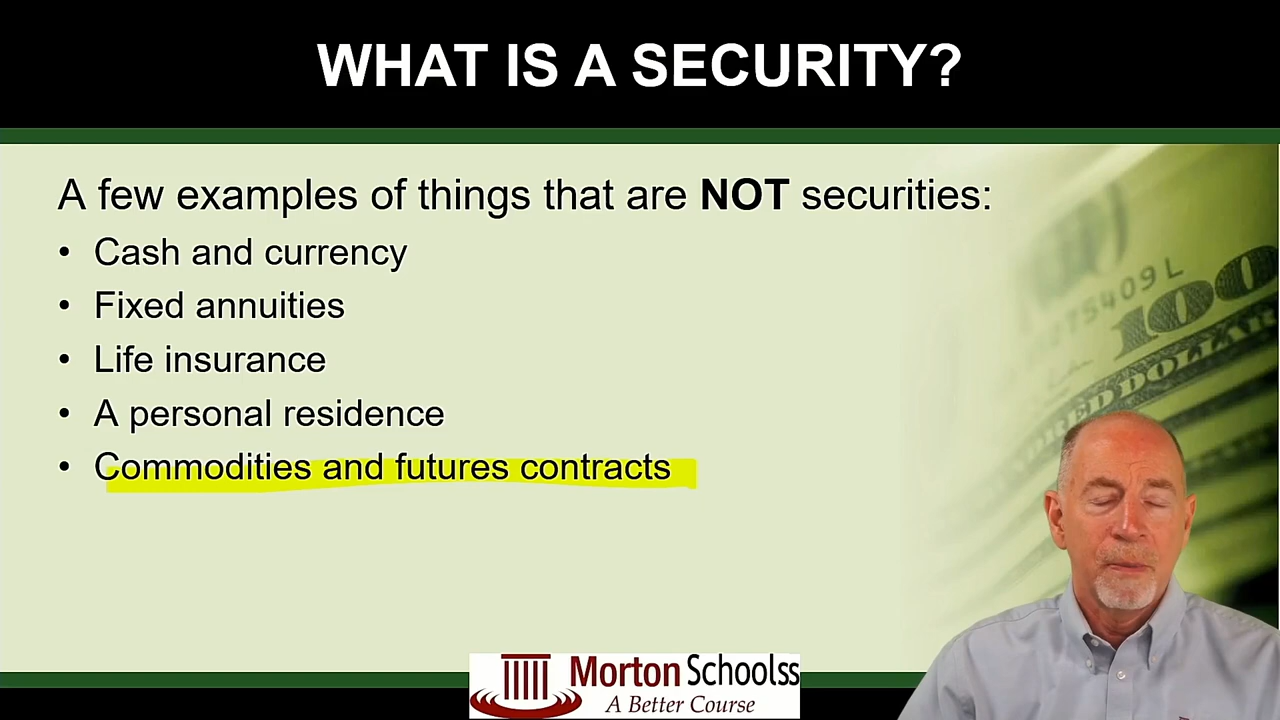 WHAT IS A SECURITY?
A few examples of things that are NOT securities:
• Cash and currency
• Fixed annuities
• Life insurance
• A personal residence
• Commodities and futures contracts
100
Morton Schoolss
A Better Course